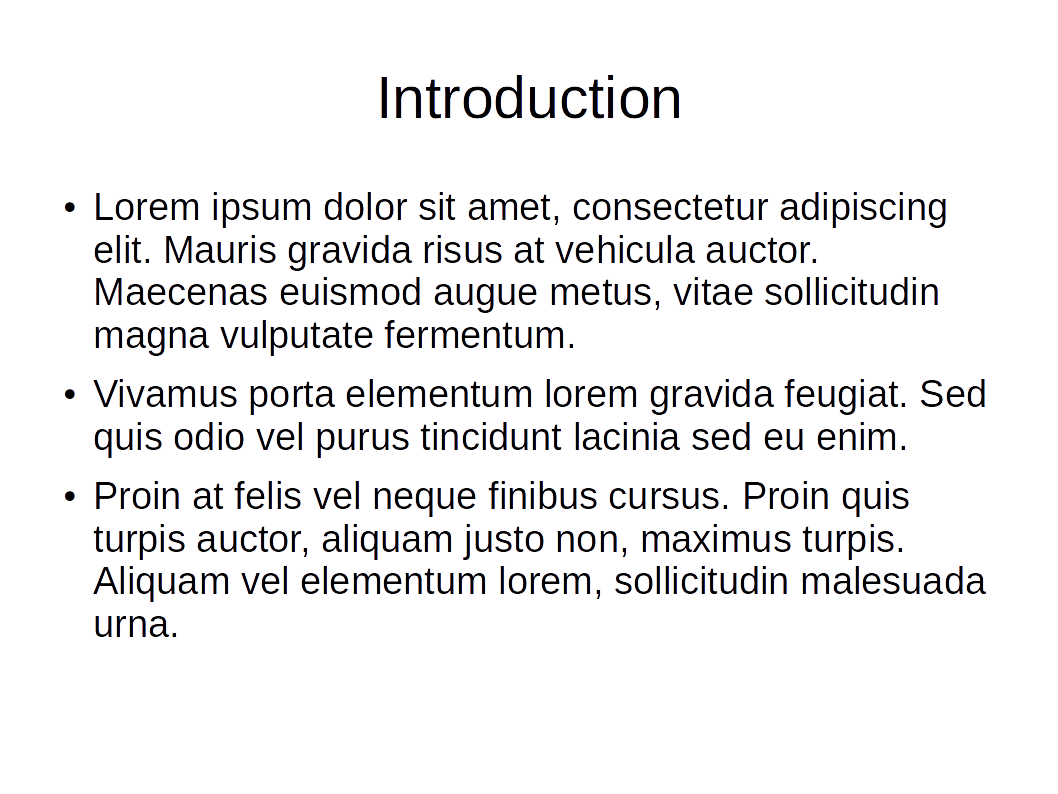 Introduction
• Lorem ipsum dolor sit amet, consectetur adipiscing
elit. Mauris gravida risus at vehicula auctor.
Maecenas euismod augue metus, vitae sollicitudin
magna vulputate fermentum.
• Vivamus porta elementum lorem gravida feugiat. Sed
quis odio vel purus tincidunt lacinia sed eu enim.
• Proin at felis vel neque finibus cursus. Proin quis
turpis auctor, aliquam justo non, maximus turpis.
Aliquam vel elementum lorem, sollicitudin malesuada
urna.